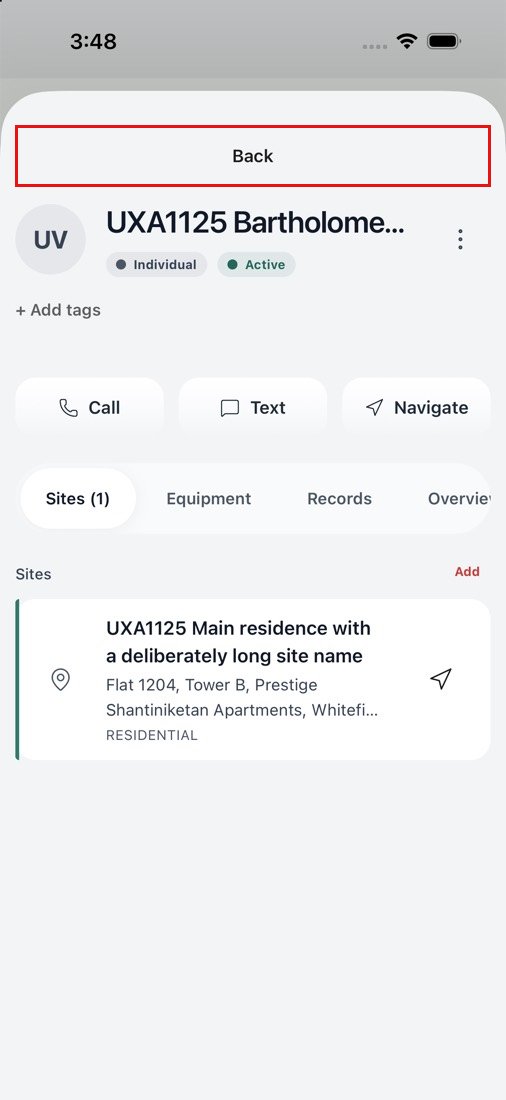 3:48
Back
UV
UXA1125 Bartholome...
Individual
Active
+ Add tags
Call
Text
Navigate
Sites (1)
Equipment
Records
Overvie
Sites
Add
UXA1125 Main residence with
a deliberately long site name
Flat 1204, Tower B, Prestige
Shantiniketan Apartments, Whitefi...
RESIDENTIAL